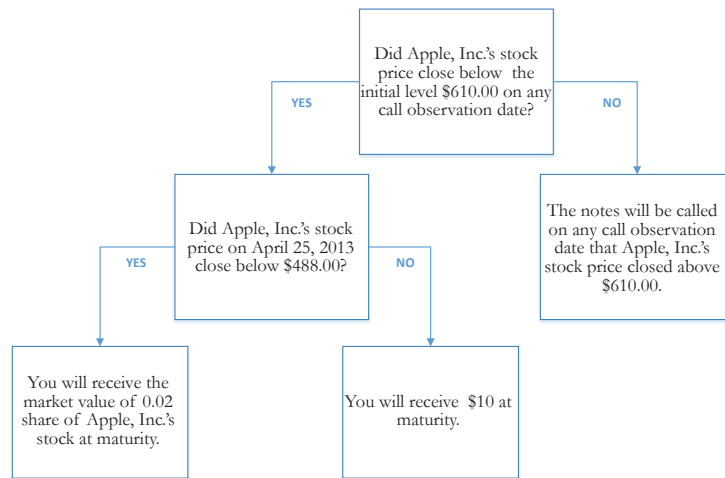 Did Apple, Inc.'s stock
price close below the
initial level $610.00 on any
call observation date?
YES
NO
Did Apple, Inc.'s stock
price on April 25, 2013
close below $488.00?
The notes will be called
on any call observation
date that Apple, Inc.'s
stock price closed above
$610.00.
YES
NO
You will receive the
market value of 0.02
share of Apple, Inc.'s
stock at maturity.
You will receive $10 at
maturity.